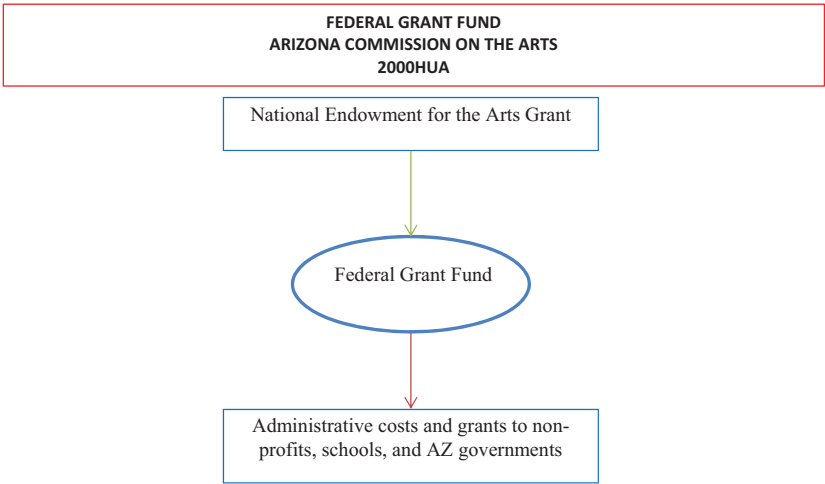 FEDERAL GRANT FUND
ARIZONA COMMISSION ON THE ARTS
2000HUA
National Endowment for the Arts Grant
Federal Grant Fund
Administrative costs and grants to non-
profits, schools, and AZ governments